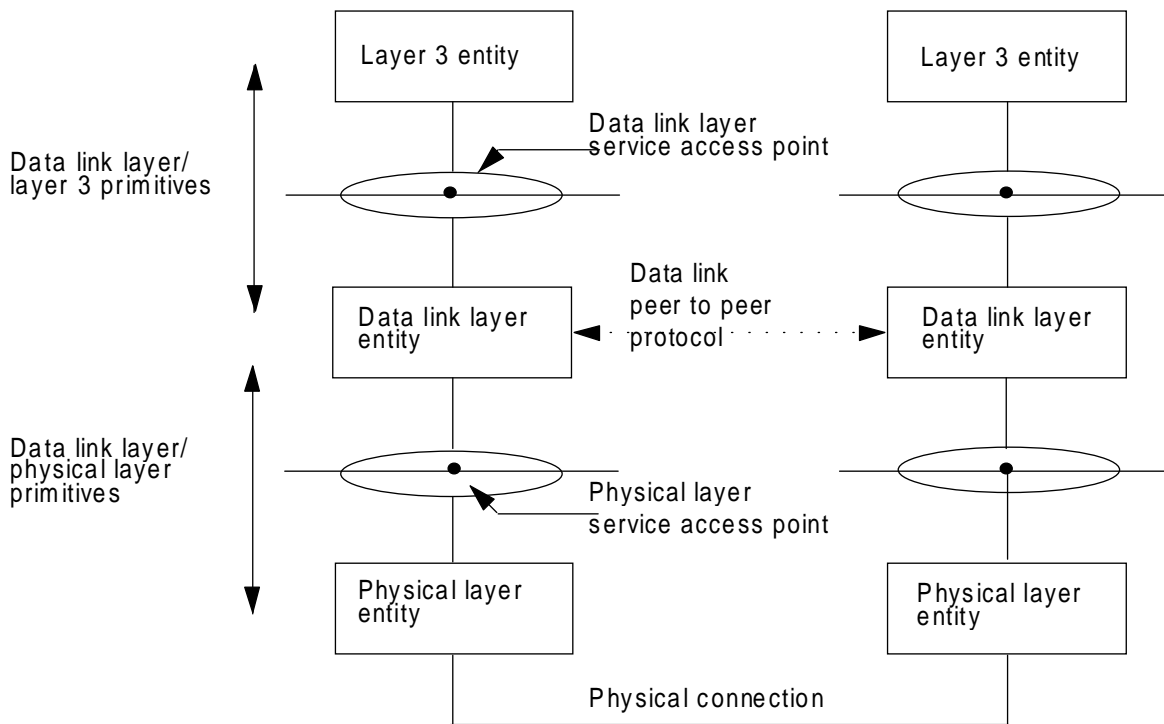 Layer 3 entity
Layer 3 entity
Data link layer
service access point
Data link layer/
layer 3 primitives
Data link
peer to peer
protocol
Data link layer
entity
Data link layer
entity
Data link layer/
physical layer
primitives
Physical layer
service access point
Physical layer
entity
Physical layer
entity
Physical connection